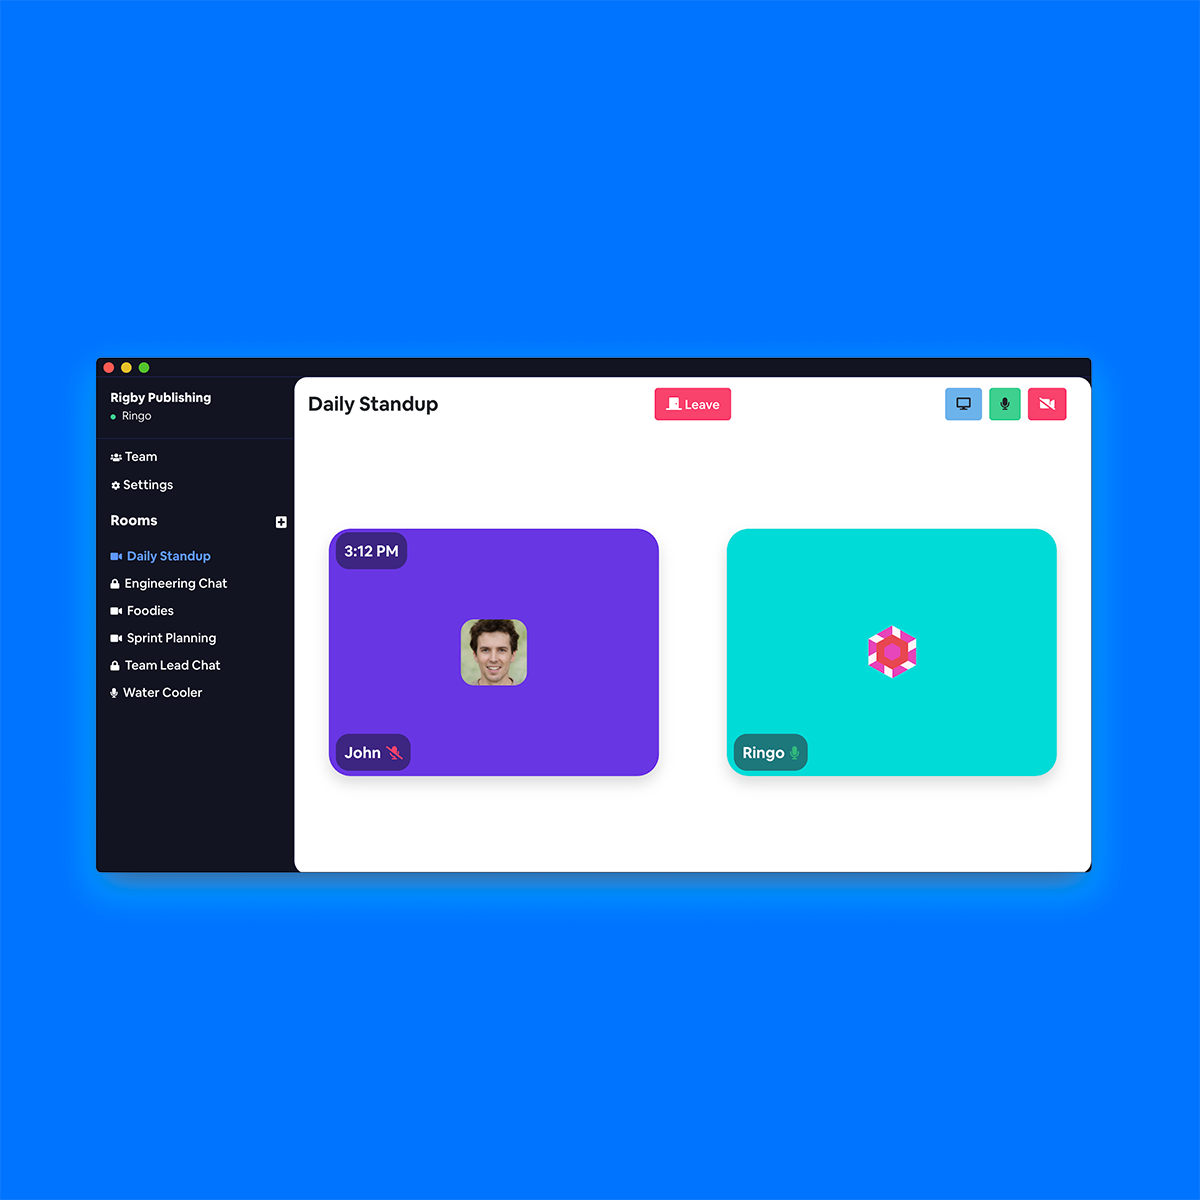 Rigby Publishing
Ringo
Team
Settings
Rooms
Daily Standup
Engineering Chat
Foodies
Sprint Planning
Team Lead Chat
Water Cooler
Daily Standup
Leave
3:12 PM
John
Ringo